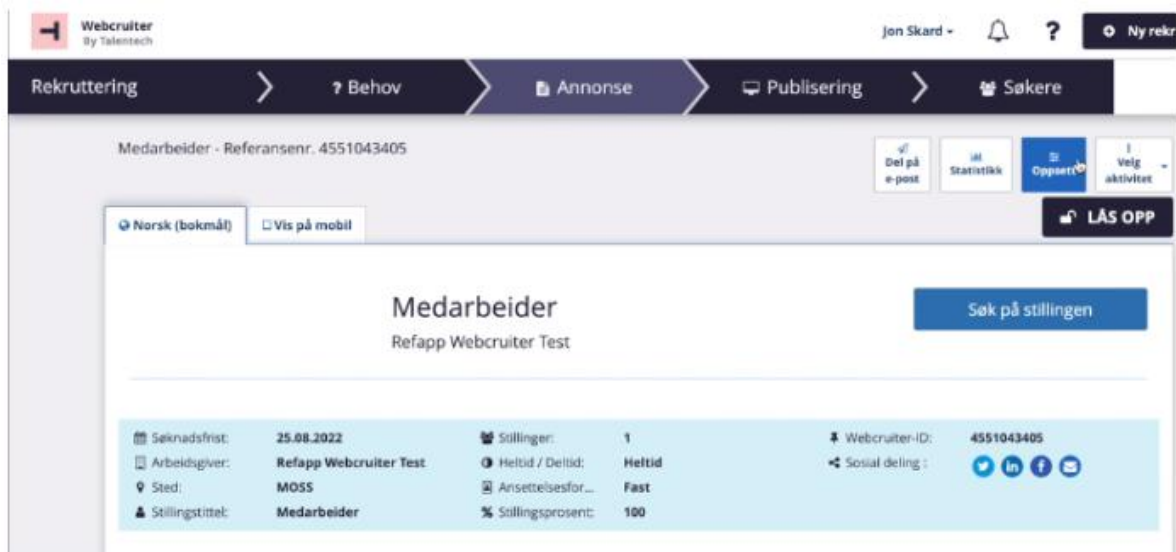 Webcruiter
By Talentech
Jon Skard
?
Ny rekr
Rekruttering
? Behov
Annonse
Publisering
Søkere
Medarbeider - Referansenr. 4551043405
Del på
e-post
Statistikk
Oppsett
Velg
aktivitet
Norsk (bokmål)
Vis på mobil
LÅS OPP
Medarbeider
Søk på stillingen
Refapp Webcruiter Test
Søknadsfrist: 25.08.2022 Stillinger: 1 Webcruiter-ID: 4551043405
Arbeidsgiver: Refapp Webcruiter Test Heltid / Deltid: Heltid Sosial deling :
Sted: MOSS Ansettelsesfor... Fast
Stillingstittel: Medarbeider Stillingsprosent: 100